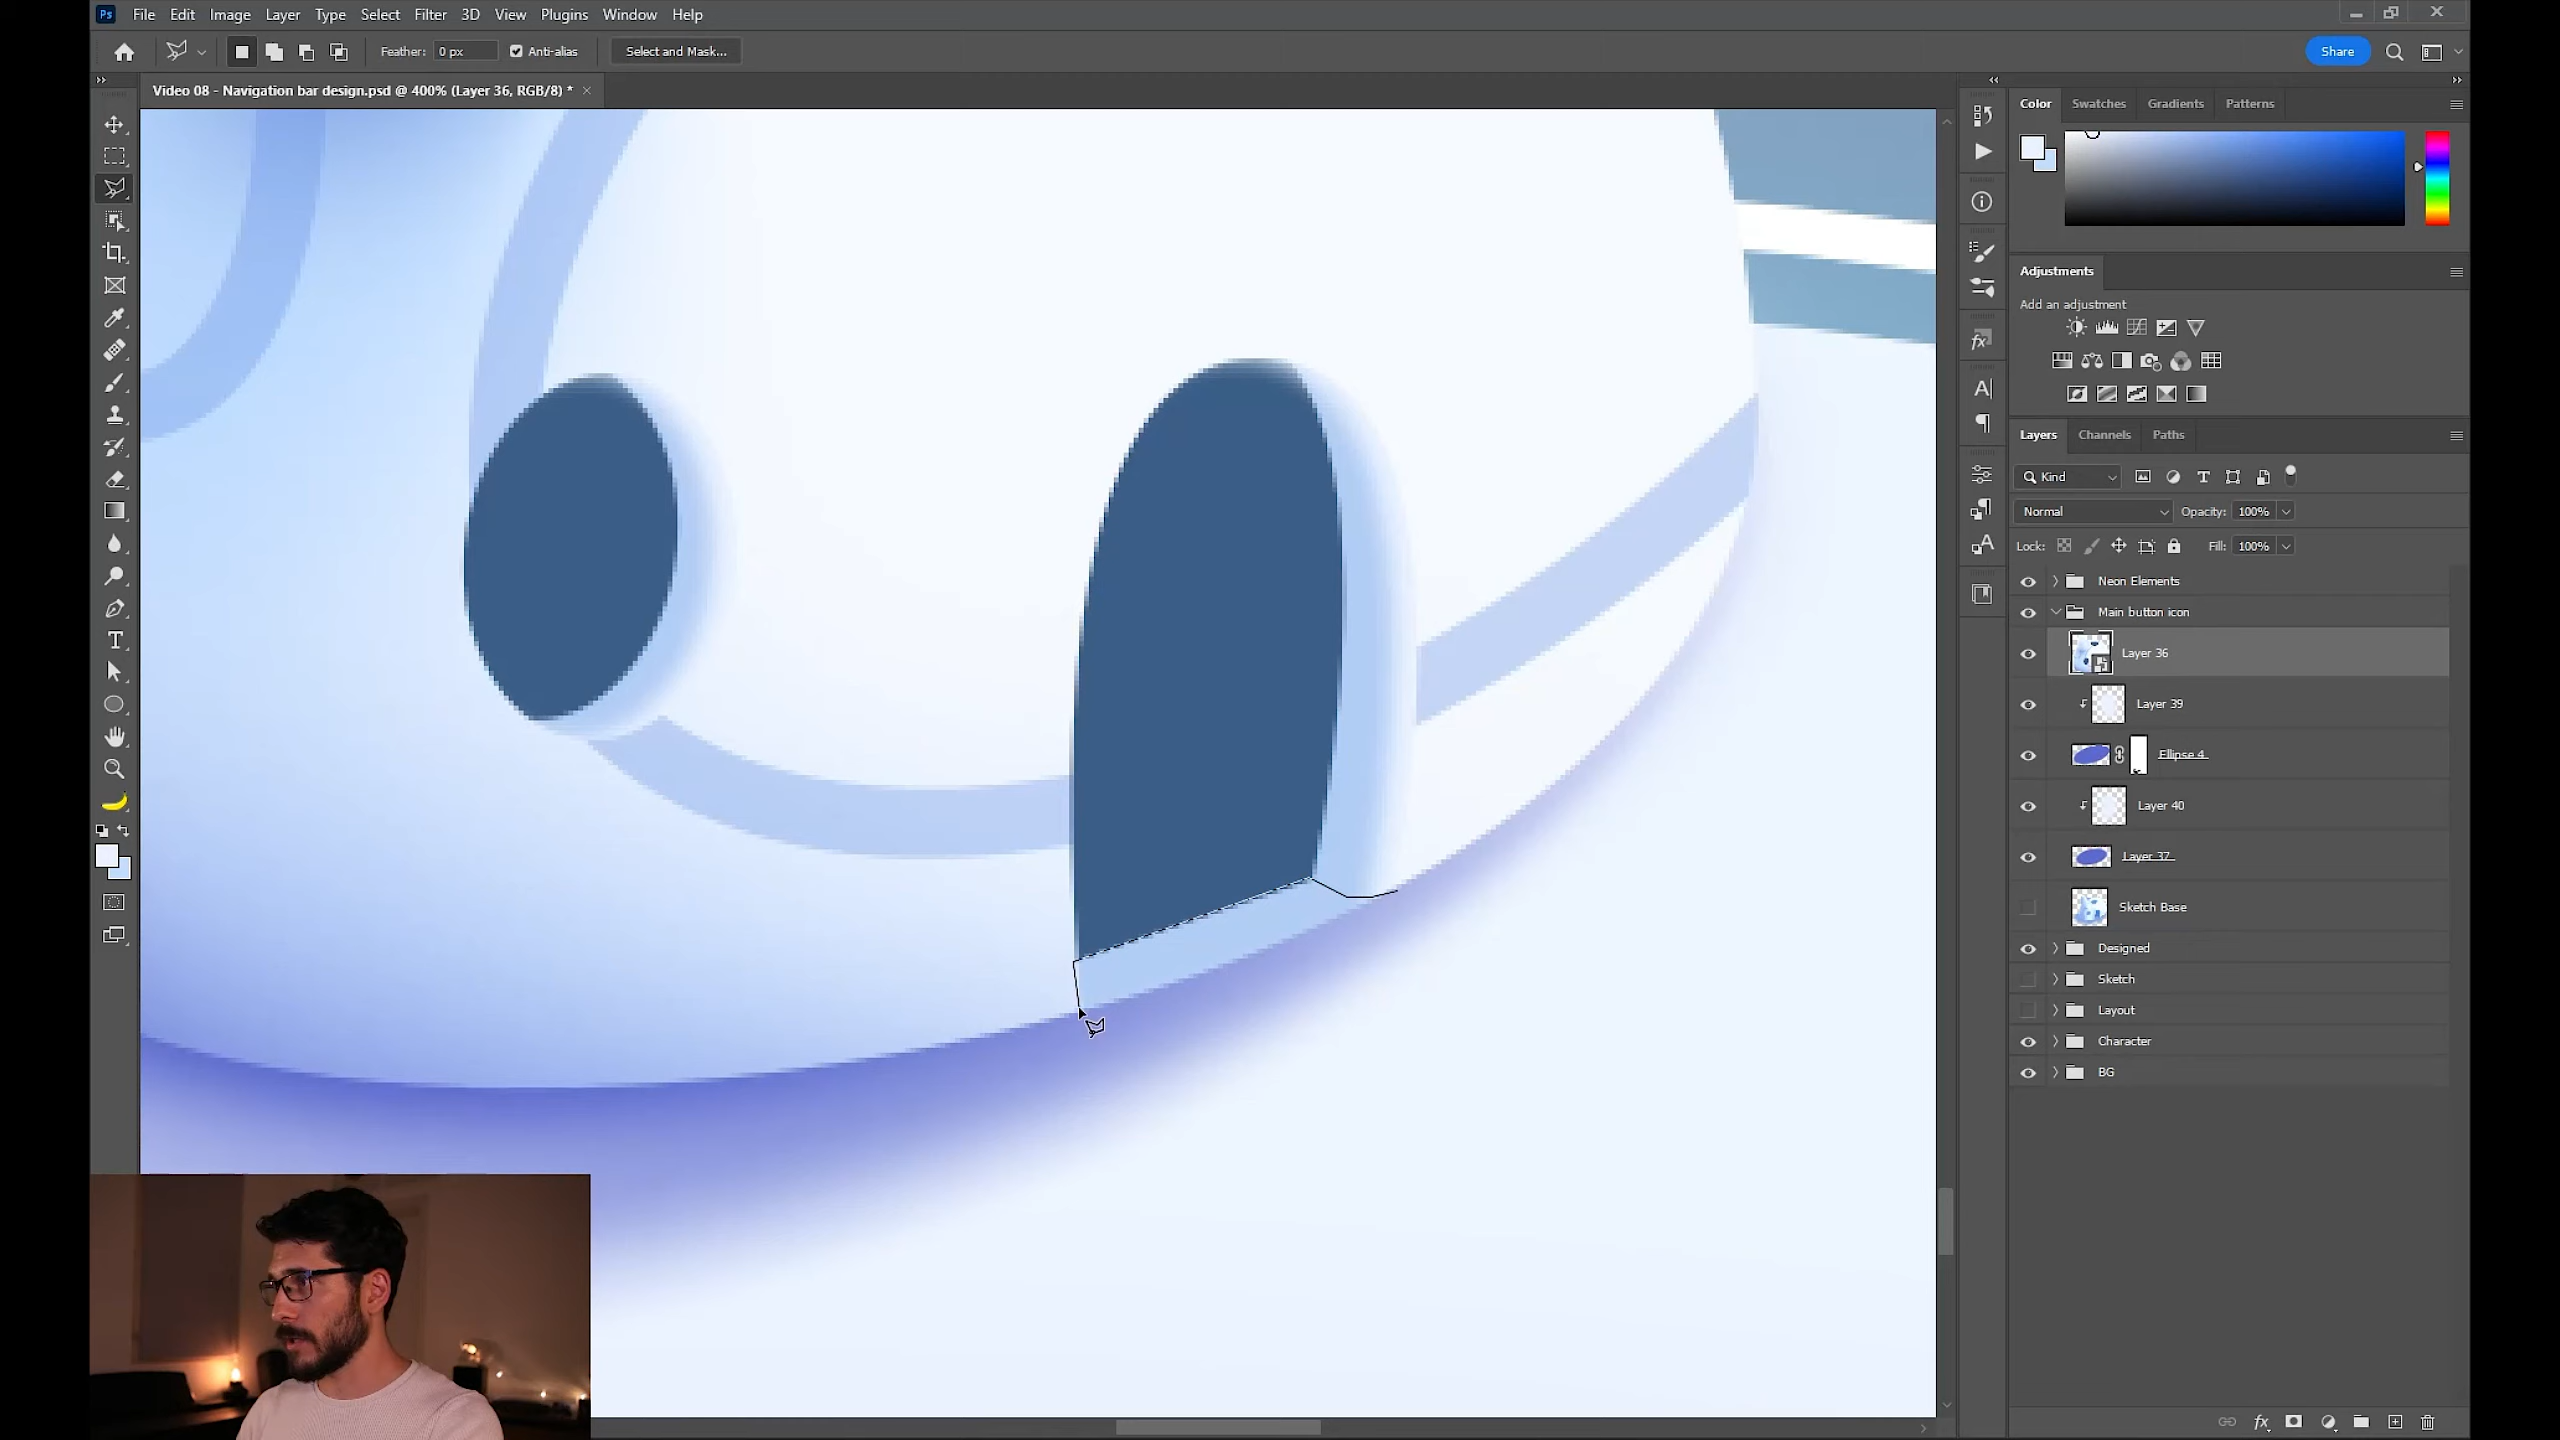 Ps File Edit Image Layer Type Select Filter 3D View Plugins Window Help
Feather: 0 px Anti-alias Select and Mask... Share
Video 08 - Navigation bar design.psd @ 400% (Layer 36, RGB/8) * ×
Color Swatches Gradients Patterns
Adjustments
Add an adjustment
Layers Channels Paths
Kind
Normal Opacity: 100%
Lock: Fill: 100%
Neon Elements
Main button icon
Layer 36
Layer 39
Ellipse 4
Layer 40
Layer 37
Sketch Base
Designed
Sketch
Layout
Character
BG